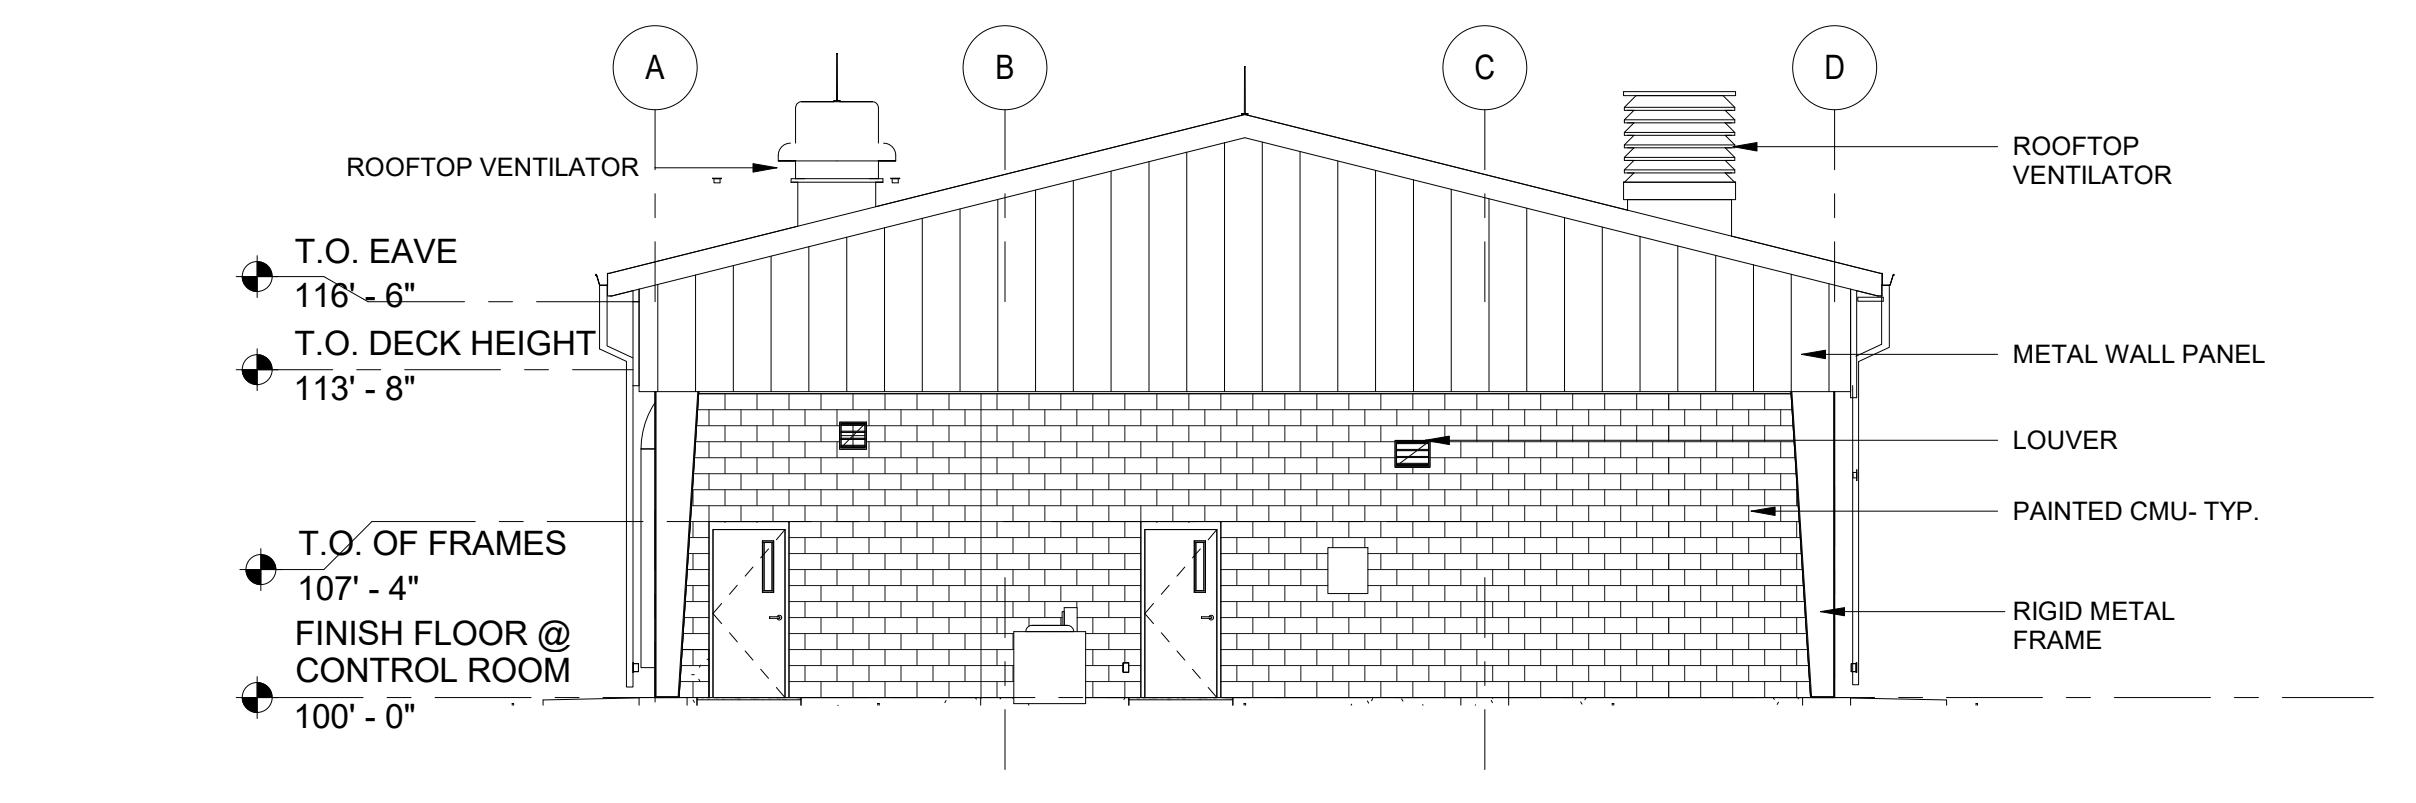 A
B
C
D
ROOFTOP VENTILATOR
ROOFTOP
VENTILATOR
T.O. EAVE
116' - 6"
T.O. DECK HEIGHT
113' - 8"
METAL WALL PANEL
LOUVER
PAINTED CMU- TYP.
T.O. OF FRAMES
107' - 4"
RIGID METAL
FRAME
FINISH FLOOR @
CONTROL ROOM
100' - 0"